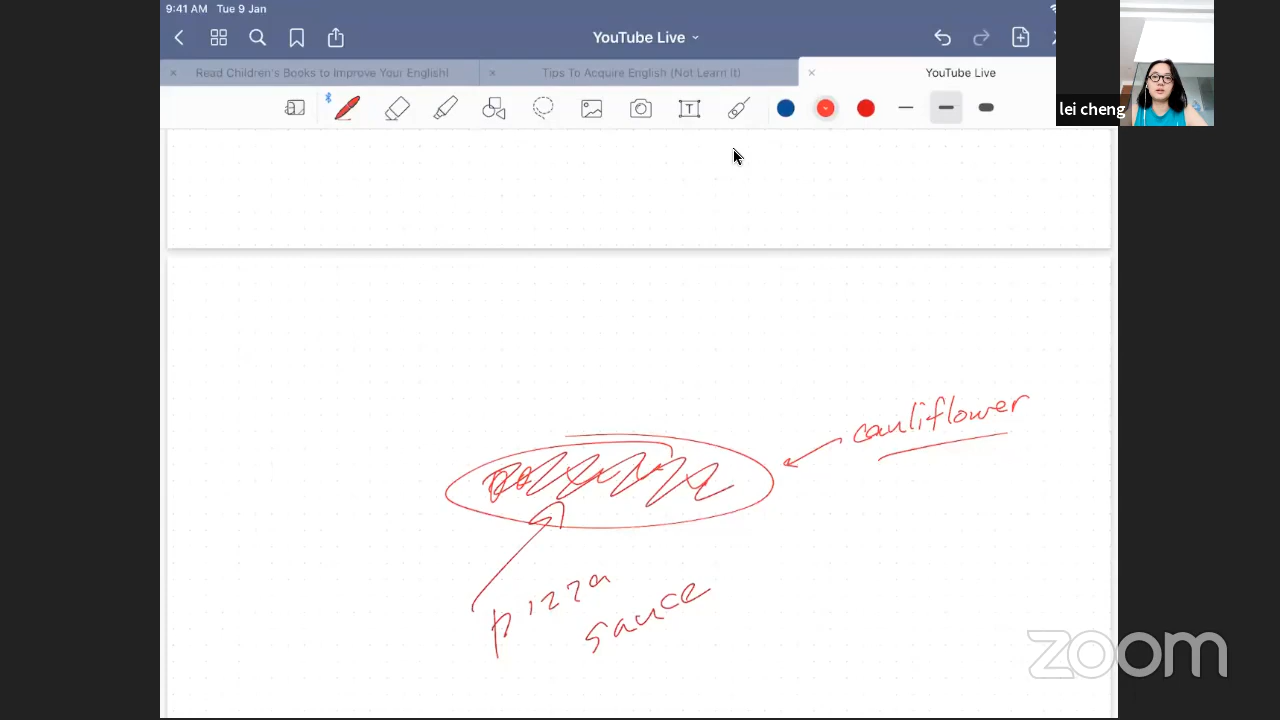 9:41 AM Tue 9 Jan
YouTube Live
Read Children's Books to Improve Your English!
Tips To Acquire English (Not Learn It)
YouTube Live
T
lei cheng
cauliflower
pizza
sauce
zoom